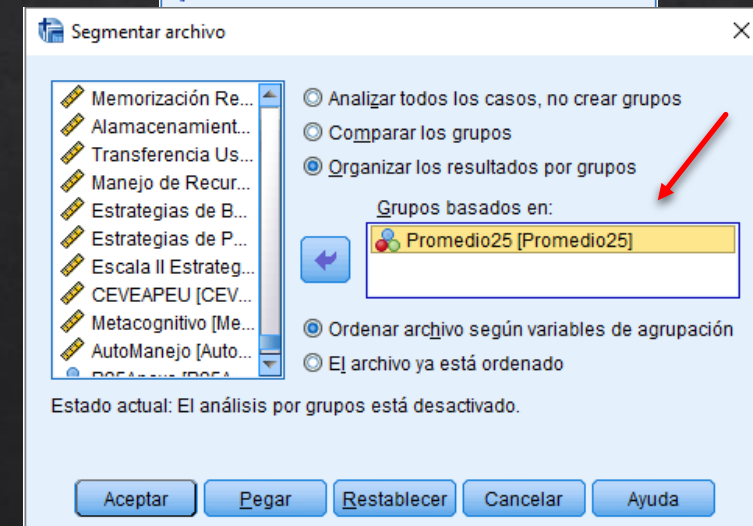 Segmentar archivo
Memorización Re...
Alamacenamient...
Transferencia Us...
Manejo de Recur...
Estrategias de B...
Estrategias de P...
Escala II Estrateg...
CEVEAPEU [CEV...
Metacognitivo [Me...
AutoManejo [Auto...
Analizar todos los casos, no crear grupos
Comparar los grupos
Organizar los resultados por grupos
Grupos basados en:
Promedio25 [Promedio25]
Ordenar archivo según variables de agrupación
El archivo ya está ordenado
Estado actual: El análisis por grupos está desactivado.
Aceptar
Pegar
Restablecer
Cancelar
Ayuda